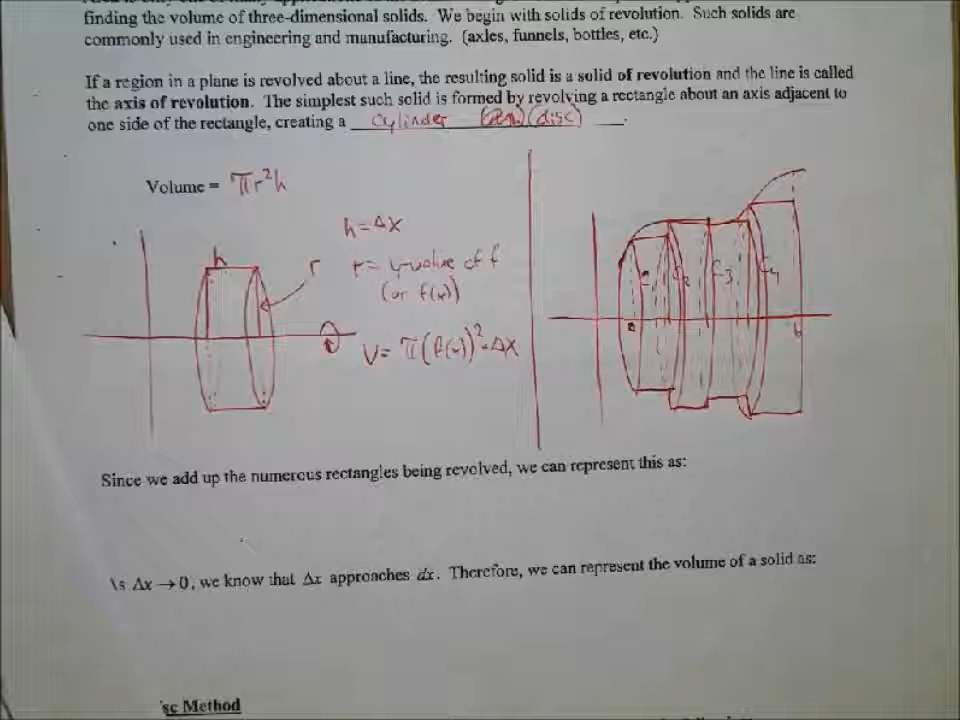 finding the volume of three-dimensional solids. We begin with solids of revolution. Such solids are
commonly used in engineering and manufacturing. (axles, funnels, bottles, etc.)
If a region in a plane is revolved about a line, the resulting solid is a solid of revolution and the line is called
the axis of revolution. The simplest such solid is formed by revolving a rectangle about an axis adjacent to
one side of the rectangle, creating a cylinder (disc).
Volume = πr²h
h = Δx
h
r
r = y-value of f
(or f(x))
V = π(f(x))²·Δx
r₁ r₂ r₃ r₄
a b
Since we add up the numerous rectangles being revolved, we can represent this as:
As Δx → 0, we know that Δx approaches dx. Therefore, we can represent the volume of a solid as:
sc Method